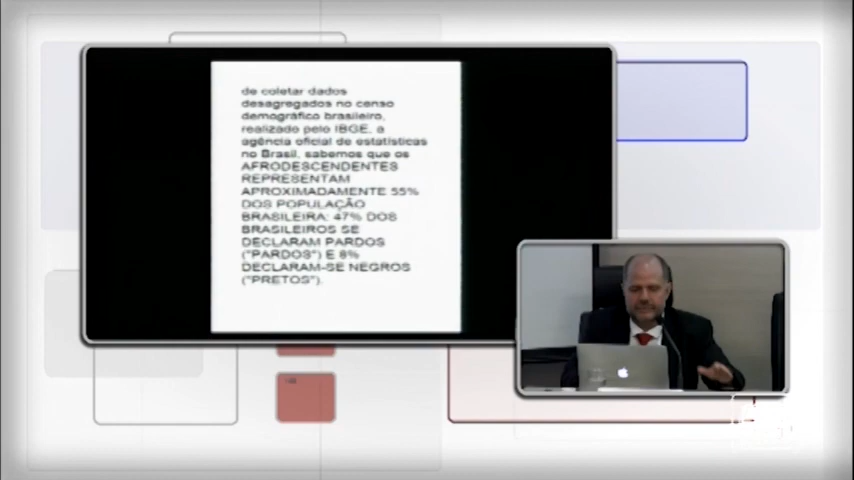 de coletar dados
desagregados no censo
demográfico brasileiro,
realizado pelo IBGE, a
agência oficial de estatísticas
no Brasil, sabemos que os
AFRODESCENDENTES
REPRESENTAM
APROXIMADAMENTE 55%
DOS POPULAÇÃO
BRASILEIRA: 47% DOS
BRASILEIROS SE
DECLARAM PARDOS
("PARDOS") E 8%
DECLARAM-SE NEGROS
("PRETOS").